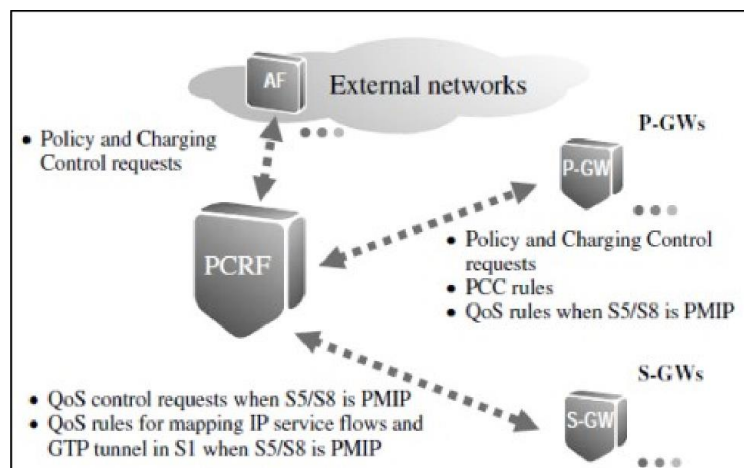 AF
External networks
P-GWs
• Policy and Charging
Control requests
P-GW
PCRF
• Policy and Charging Control
requests
• PCC rules
• QoS rules when S5/S8 is PMIP
S-GWs
• QoS control requests when S5/S8 is PMIP
• QoS rules for mapping IP service flows and
GTP tunnel in S1 when S5/S8 is PMIP
S-GW